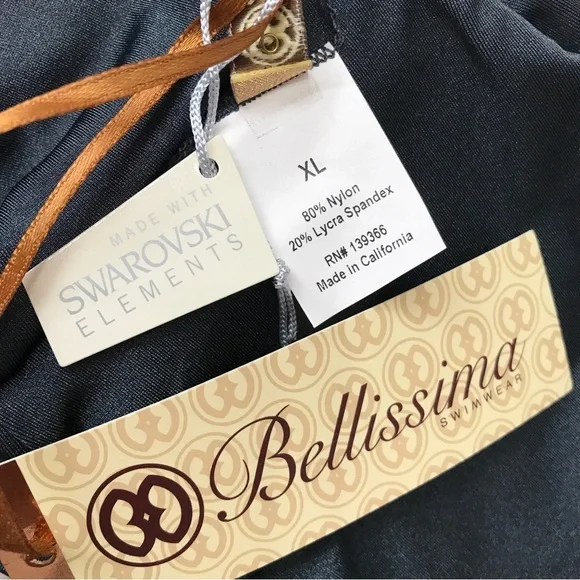 MADE WITH
SWAROVSKI
ELEMENTS
XL
80% Nylon
20% Lycra Spandex
RN# 139366
Made in California
Bellissima
SWIMWEAR